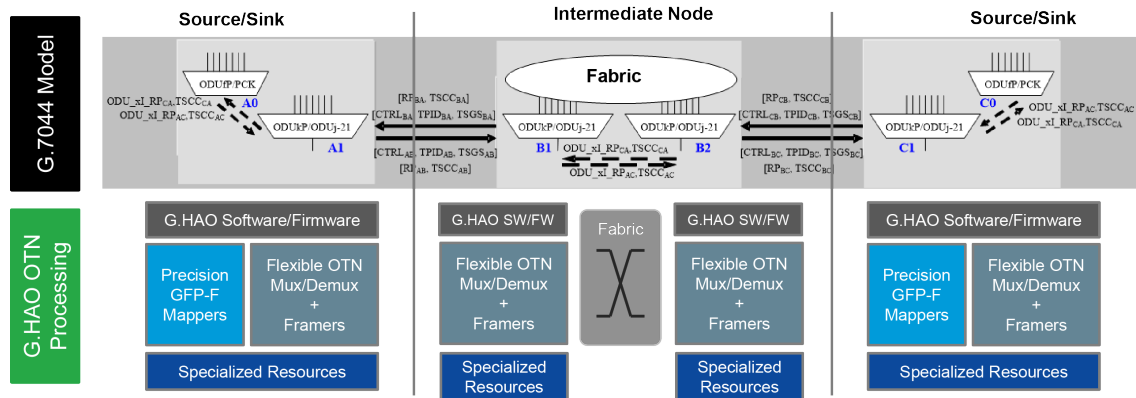 Source/Sink
Intermediate Node
Source/Sink
G.7044 Model
ODUfP/PCK
A0
ODU_xI_RP_CA,TSCC_CA
ODU_xI_RP_AC,TSCC_AC
ODUkP/ODUj-21
A1
[RP_BA, TSCC_BA]
[CTRL_BA, TPID_BA, TSGS_BA]
[CTRL_AB, TPID_AB, TSGS_AB]
[RP_AB, TSCC_AB]
Fabric
ODUkP/ODUj-21
ODUkP/ODUj-21
B1
B2
ODU_xI_RP_CA,TSCC_CA
ODU_xI_RP_AC,TSCC_AC
[RP_CB, TSCC_CB]
[CTRL_CB, TPID_CB, TSGS_CB]
[CTRL_BC, TPID_BC, TSGS_BC]
[RP_BC, TSCC_BC]
ODUfP/PCK
C0
ODU_xI_RP_AC,TSCC_AC
ODU_xI_RP_CA,TSCC_CA
ODUkP/ODUj-21
C1
G.HAO OTN
Processing
G.HAO Software/Firmware
Precision
GFP-F
Mappers
Flexible OTN
Mux/Demux
+
Framers
Specialized Resources
G.HAO SW/FW
Flexible OTN
Mux/Demux
+
Framers
Specialized
Resources
Fabric
G.HAO SW/FW
Flexible OTN
Mux/Demux
+
Framers
Specialized
Resources
G.HAO Software/Firmware
Precision
GFP-F
Mappers
Flexible OTN
Mux/Demux
+
Framers
Specialized Resources